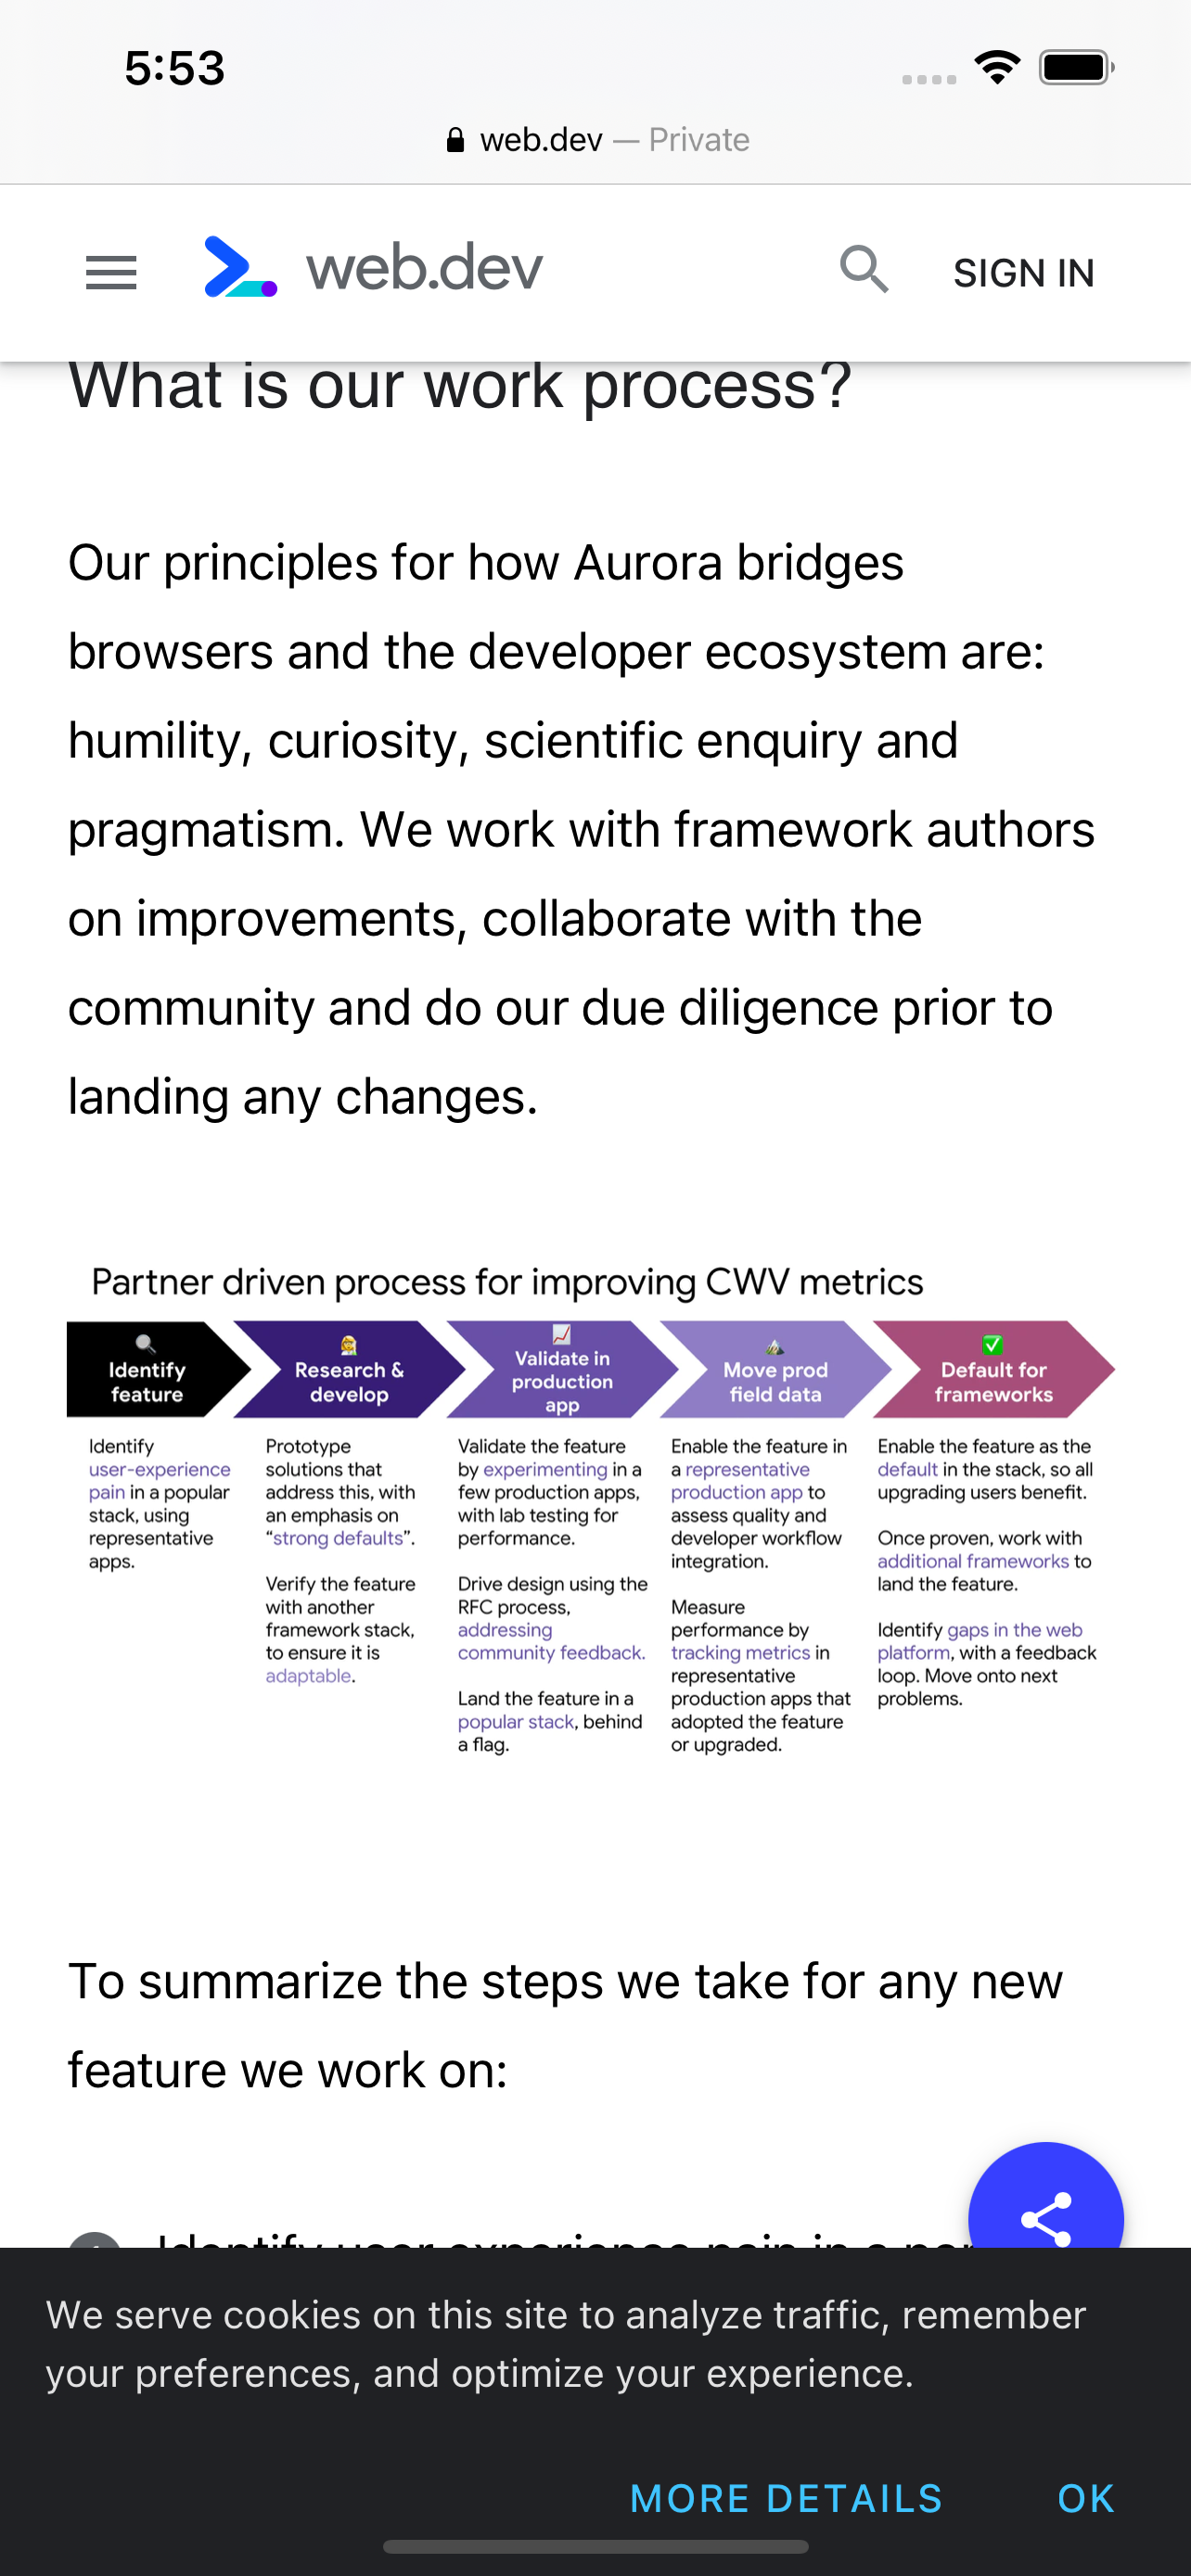 5:53
web.dev — Private
web.dev
SIGN IN
What is our work process?
Our principles for how Aurora bridges
browsers and the developer ecosystem are:
humility, curiosity, scientific enquiry and
pragmatism. We work with framework authors
on improvements, collaborate with the
community and do our due diligence prior to
landing any changes.
Partner driven process for improving CWV metrics
Identify
feature
Identify
user-experience
pain in a popular
stack, using
representative
apps.
Research &
develop
Prototype
solutions that
address this, with
an emphasis on
“strong defaults”.
Verify the feature
with another
framework stack,
to ensure it is
adaptable.
Validate in
production
app
Validate the feature
by experimenting in a
few production apps,
with lab testing for
performance.
Drive design using the
RFC process,
addressing
community feedback.
Land the feature in a
popular stack, behind
a flag.
Move prod
field data
Enable the feature in
a representative
production app to
assess quality and
developer workflow
integration.
Measure
performance by
tracking metrics in
representative
production apps that
adopted the feature
or upgraded.
Default for
frameworks
Enable the feature as the
default in the stack, so all
upgrading users benefit.
Once proven, work with
additional frameworks to
land the feature.
Identify gaps in the web
platform, with a feedback
loop. Move onto next
problems.
To summarize the steps we take for any new
feature we work on:
Identify user experience pain in a
We serve cookies on this site to analyze traffic, remember
your preferences, and optimize your experience.
MORE DETAILS
OK